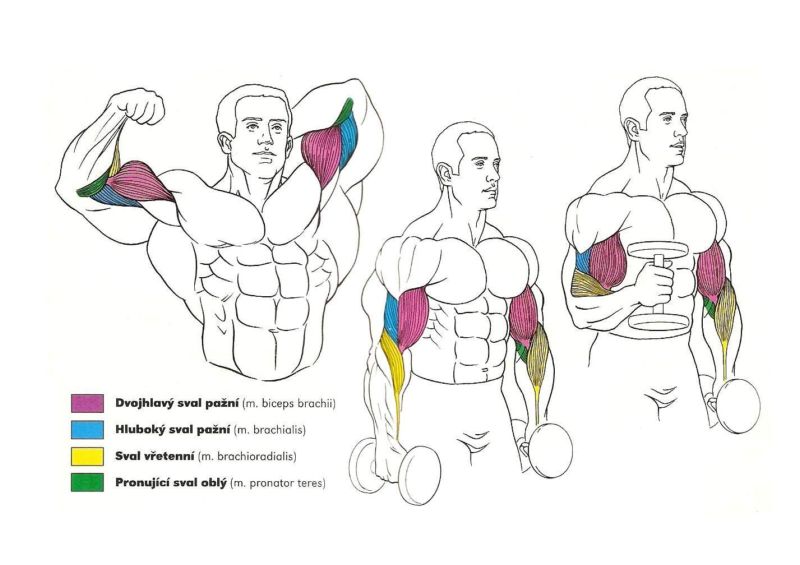 Dvojhlavý sval pažní (m. biceps brachii)
Hluboký sval pažní (m. brachialis)
Sval vřetenní (m. brachioradialis)
Pronující sval oblý (m. pronator teres)